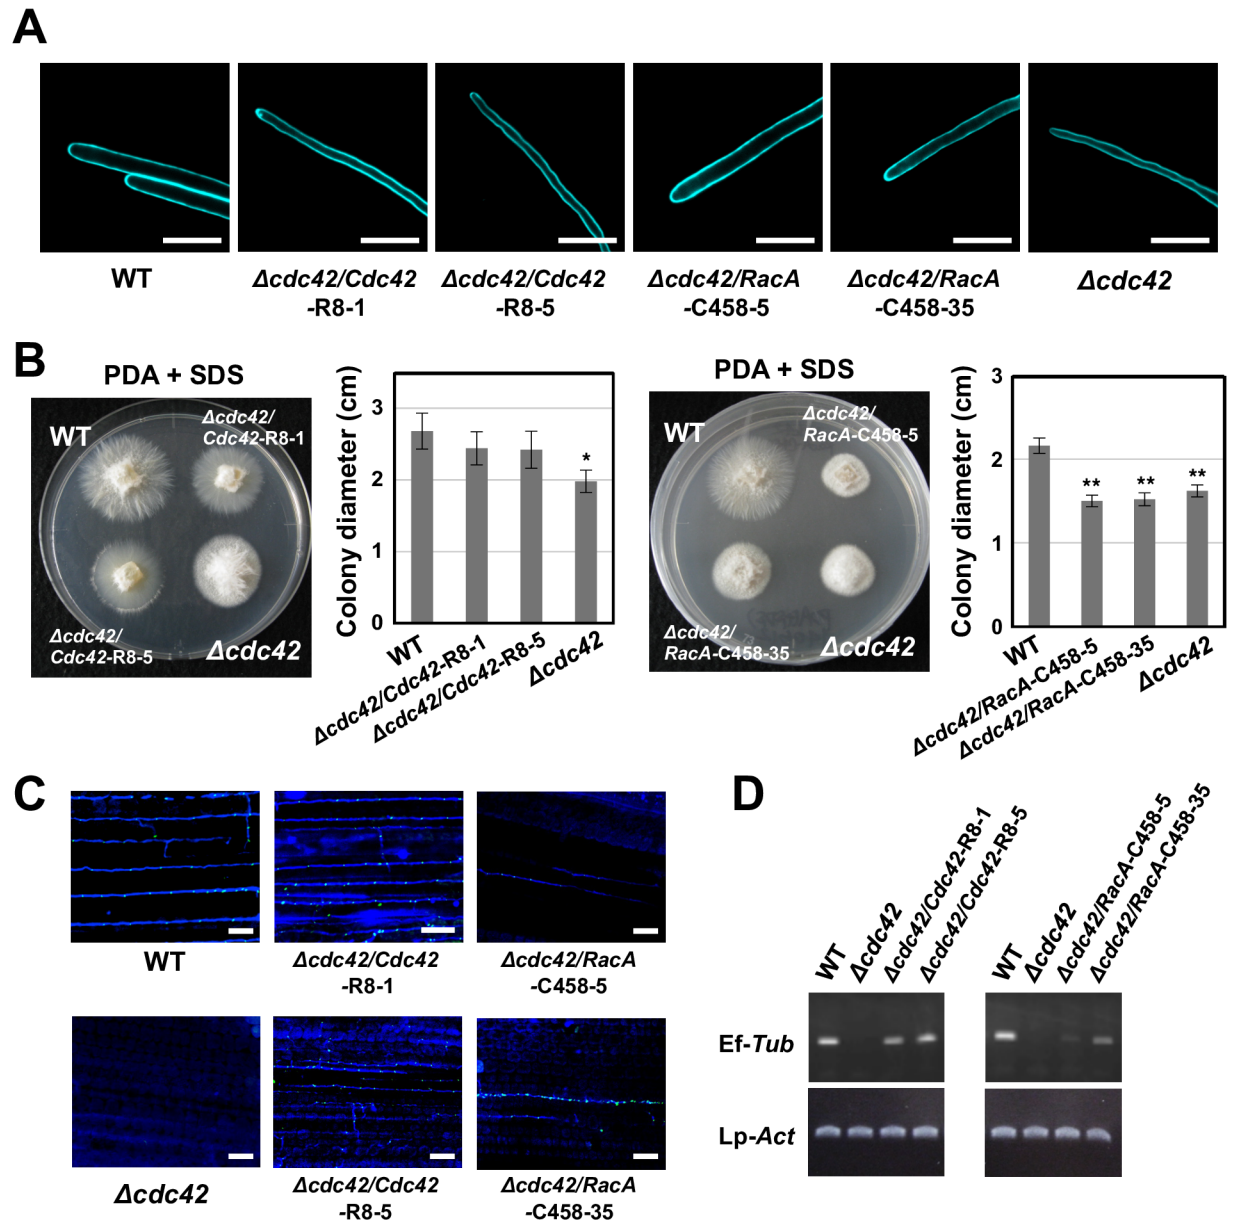 A
WT
Δcdc42/Cdc42
-R8-1
Δcdc42/Cdc42
-R8-5
Δcdc42/RacA
-C458-5
Δcdc42/RacA
-C458-35
Δcdc42
B
PDA + SDS
WT
Δcdc42/
Cdc42-R8-1
Δcdc42/
Cdc42-R8-5
Δcdc42
Colony diameter (cm)
3
2
1
0
*
WT
Δcdc42/Cdc42-R8-1
Δcdc42/Cdc42-R8-5
Δcdc42
PDA + SDS
WT
Δcdc42/
RacA-C458-5
Δcdc42/
RacA-C458-35
Δcdc42
Colony diameter (cm)
3
2
1
0
**
**
**
WT
Δcdc42/RacA-C458-5
Δcdc42/RacA-C458-35
Δcdc42
C
WT
Δcdc42/Cdc42
-R8-1
Δcdc42/RacA
-C458-5
Δcdc42
Δcdc42/Cdc42
-R8-5
Δcdc42/RacA
-C458-35
D
WT
Δcdc42
Δcdc42/Cdc42-R8-1
Δcdc42/Cdc42-R8-5
WT
Δcdc42
Δcdc42/RacA-C458-5
Δcdc42/RacA-C458-35
Ef-Tub
Lp-Act